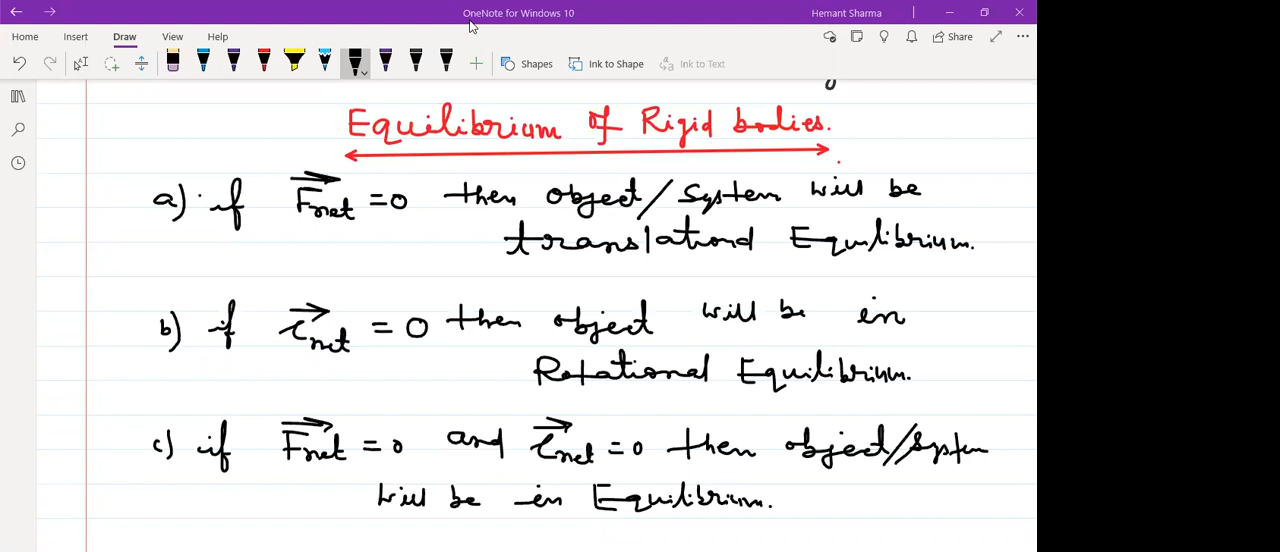 OneNote for Windows 10
Hemant Sharma
Home Insert Draw View Help
Share
Shapes Ink to Shape Ink to Text
Equilibrium of Rigid bodies.
a) if F⃗net = 0 then object/System will be
translationd Equilibrium.
b) if τ⃗net = 0 then object will be in
Rotational Equilibrium.
c) if F⃗net = 0 and τ⃗net = 0 then object/System
will be in Equilibrium.